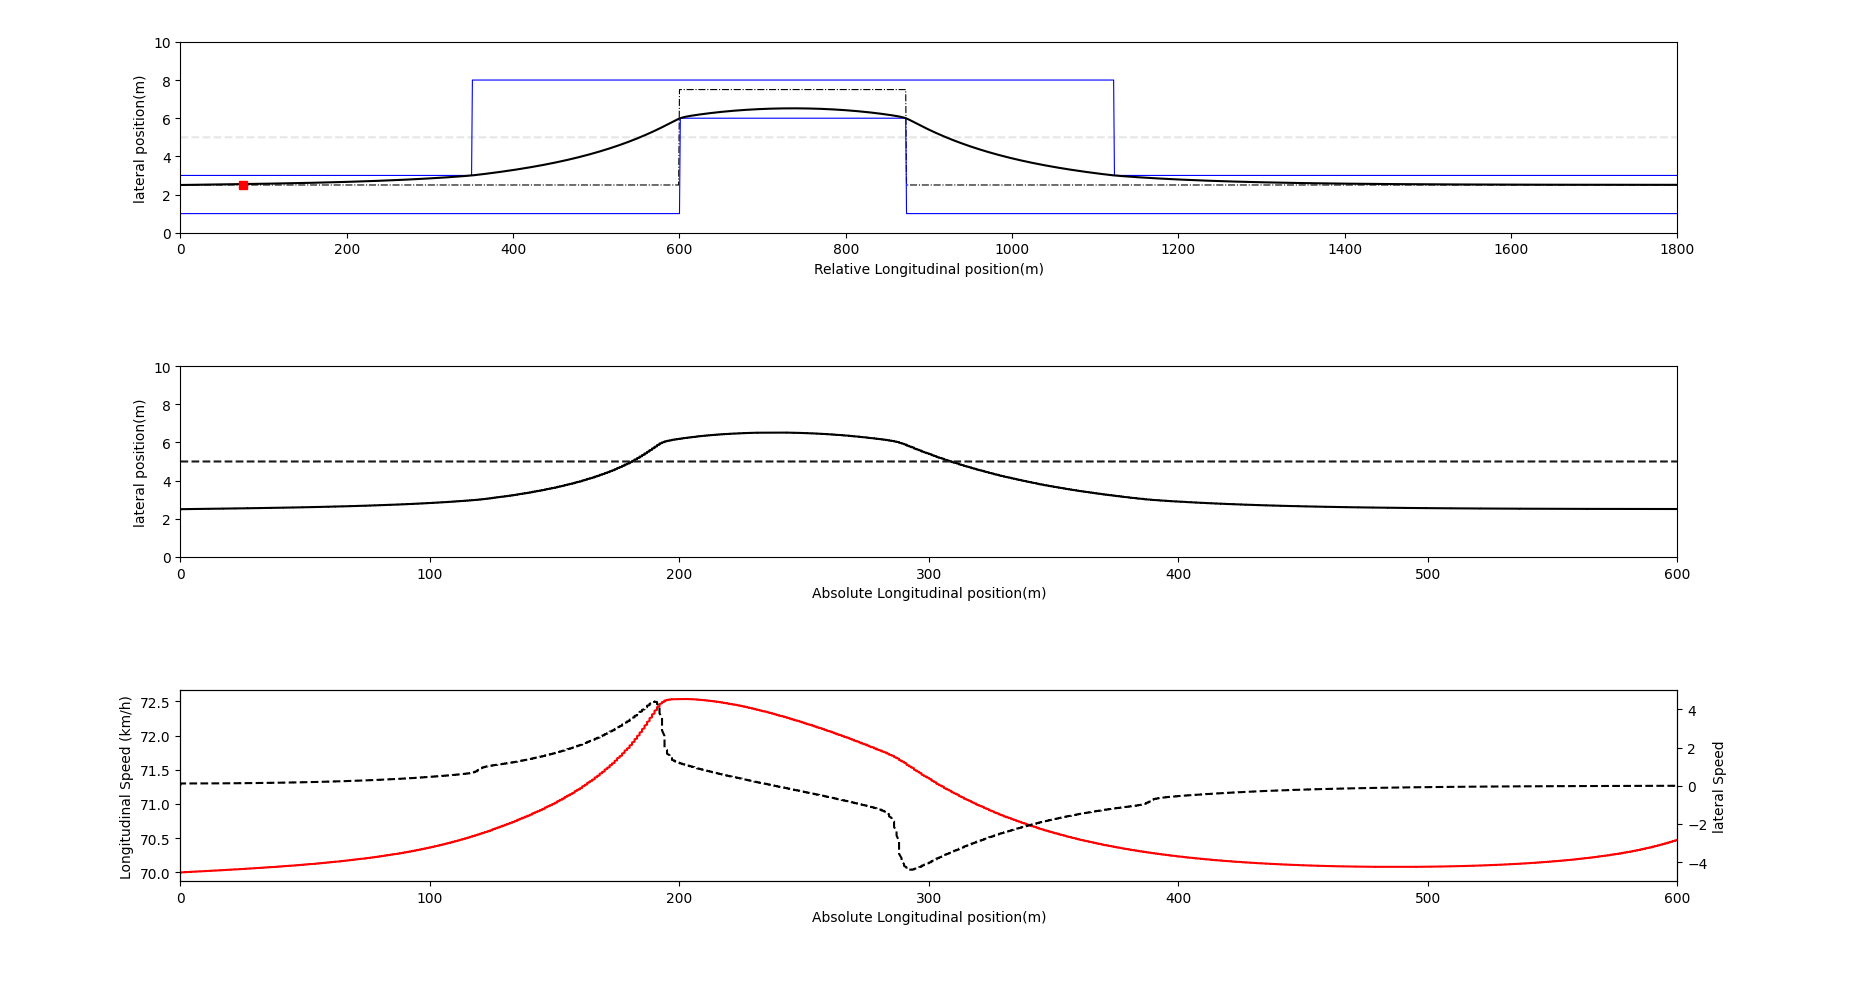 10
8
6
4
2
0
lateral position(m)
0 200 400 600 800 1000 1200 1400 1600 1800
Relative Longitudinal position(m)
10
8
6
4
2
0
lateral position(m)
0 100 200 300 400 500 600
Absolute Longitudinal position(m)
72.5
72.0
71.5
71.0
70.5
70.0
Longitudinal Speed (km/h)
4
2
0
−2
−4
lateral Speed
0 100 200 300 400 500 600
Absolute Longitudinal position(m)